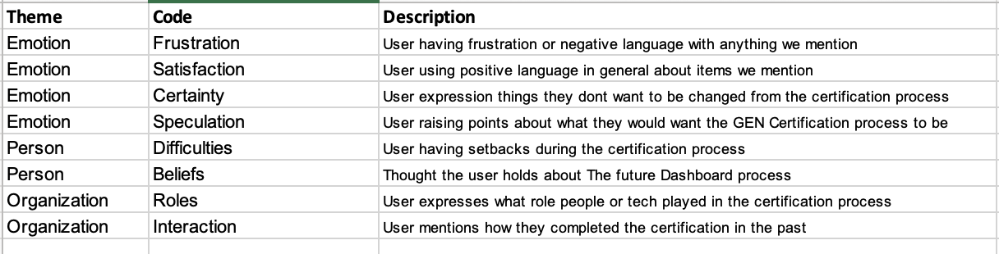 Theme Code Description
Emotion Frustration User having frustration or negative language with anything we mention
Emotion Satisfaction User using positive language in general about items we mention
Emotion Certainty User expression things they dont want to be changed from the certification process
Emotion Speculation User raising points about what they would want the GEN Certification process to be
Person Difficulties User having setbacks during the certification process
Person Beliefs Thought the user holds about The future Dashboard process
Organization Roles User expresses what role people or tech played in the certification process
Organization Interaction User mentions how they completed the certification in the past